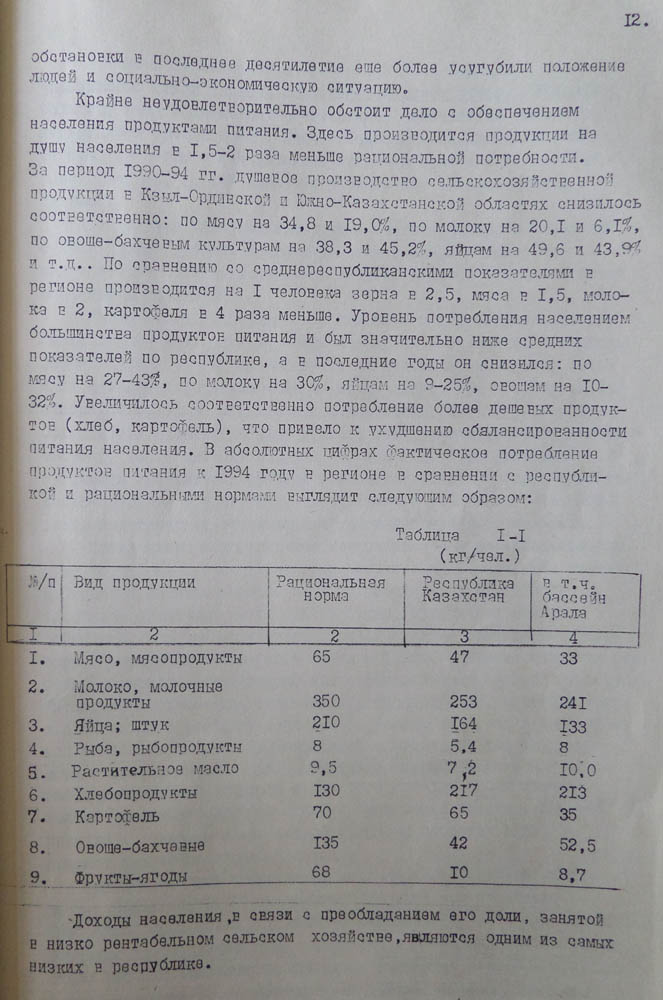 12.
обстановки в последнее десятилетие еше более усугубили положение
людей и социально-экономическую ситуацию.
Крайне неудовлетворительно обстоит дело с обеспечением
населения продуктами питания. Здесь производится продукции на
душу населения в I,5-2 раза меньше рациональной потребности.
За период I990-94 гг. душевое производство сельскохозяйственной
продукции в Кзыл-Ординской и Южно-Казахстанской областях снизилось
соответственно: по мясу на 34,8 и I9,0%, по молоку на 20,I и 6,I%,
по овоше-бахчевым культурам на 38,3 и 45,2%, яйцам на 49,6 и 43,9%
и т.д.. По сравнению со среднереспубликанскими показателями в
регионе производится на I человека зерна в 2,5, мяса в I,5, моло-
ка в 2, картофеля в 4 раза меньше. Уровень потребления населением
большинства продуктов питания и был значительно ниже средних
показателей по республике, а в последние годы он снизился: по
мясу на 27-43%, по молоку на 30%, яйцам на 9-25%, овошам на I0-
32%. Увеличилось соответственно потребление более дешевых продук-
тов (хлеб, картофель), что привело к ухудшению сбалансированности
питания населения. В абсолютных цифрах фактическое потребление
продуктов питания к I994 году в регионе в сравнении с республи-
кой и рациональными нормами выглядит следующим образом:
Таблица I-I
(кг/чел.)
№/п Вид продукции Рациональная норма Республика Казахстан в т.ч. бассейн Арала
I 2 2 3 4
I. Мясо, мясопродукты 65 47 33
2. Молоко, молочные
продукты 350 253 24I
3. Яйца; штук 2I0 I64 I33
4. Рыба, рыбопродукты 8 5,4 8
5. Растительное масло 9,5 7,2 I0,0
6. Хлебопродукты I30 2I7 2I3
7. Картофель 70 65 35
8. Овоше-бахчевые I35 42 52,5
9. Фрукты-ягоды 68 I0 8,7
Доходы населения, в связи с преобладанием его доли, занятой
в низко рентабельном сельском хозяйстве, являются одним из самых
низких в республике.